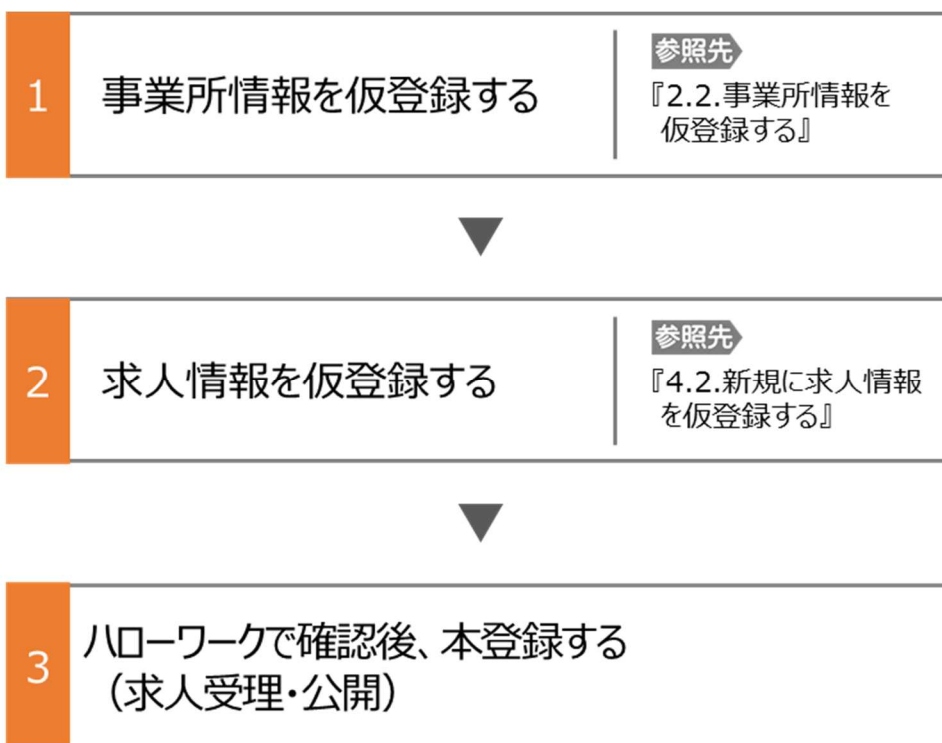 1
事業所情報を仮登録する
参照先
『2.2.事業所情報を
仮登録する』
2
求人情報を仮登録する
参照先
『4.2.新規に求人情報
を仮登録する』
3
ハローワークで確認後、本登録する
（求人受理・公開）